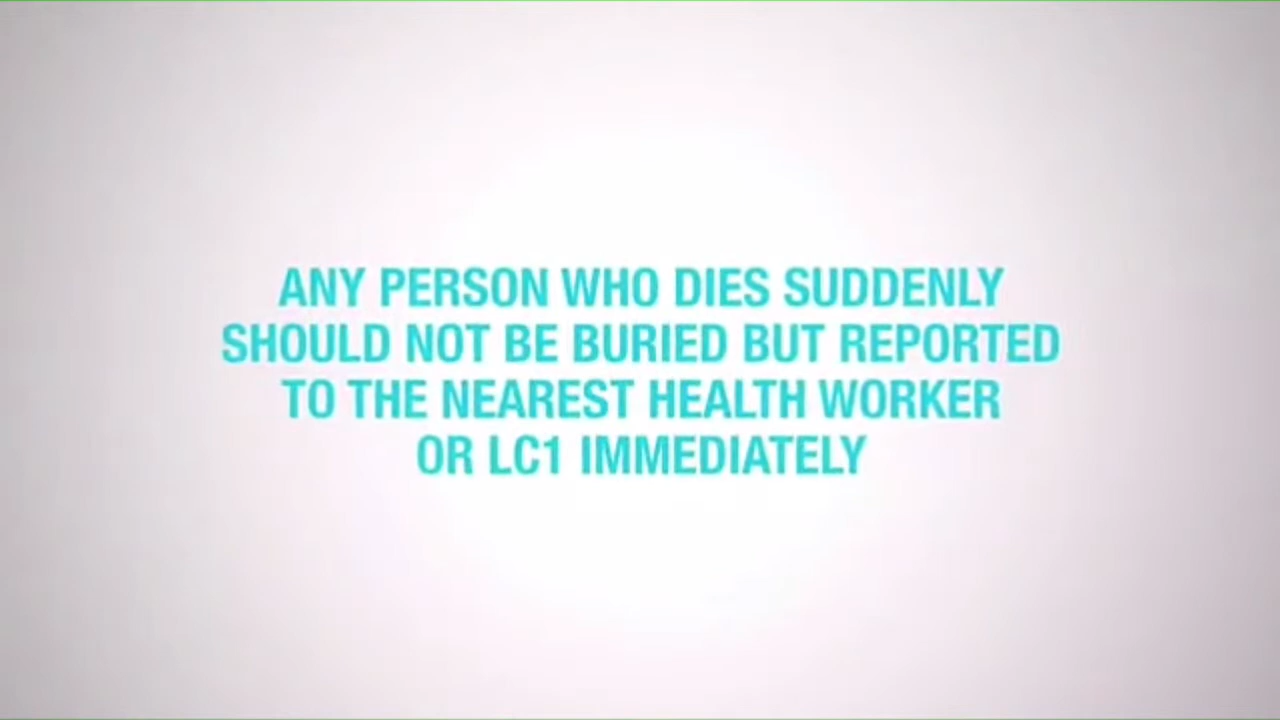 ANY PERSON WHO DIES SUDDENLY
SHOULD NOT BE BURIED BUT REPORTED
TO THE NEAREST HEALTH WORKER
OR LC1 IMMEDIATELY